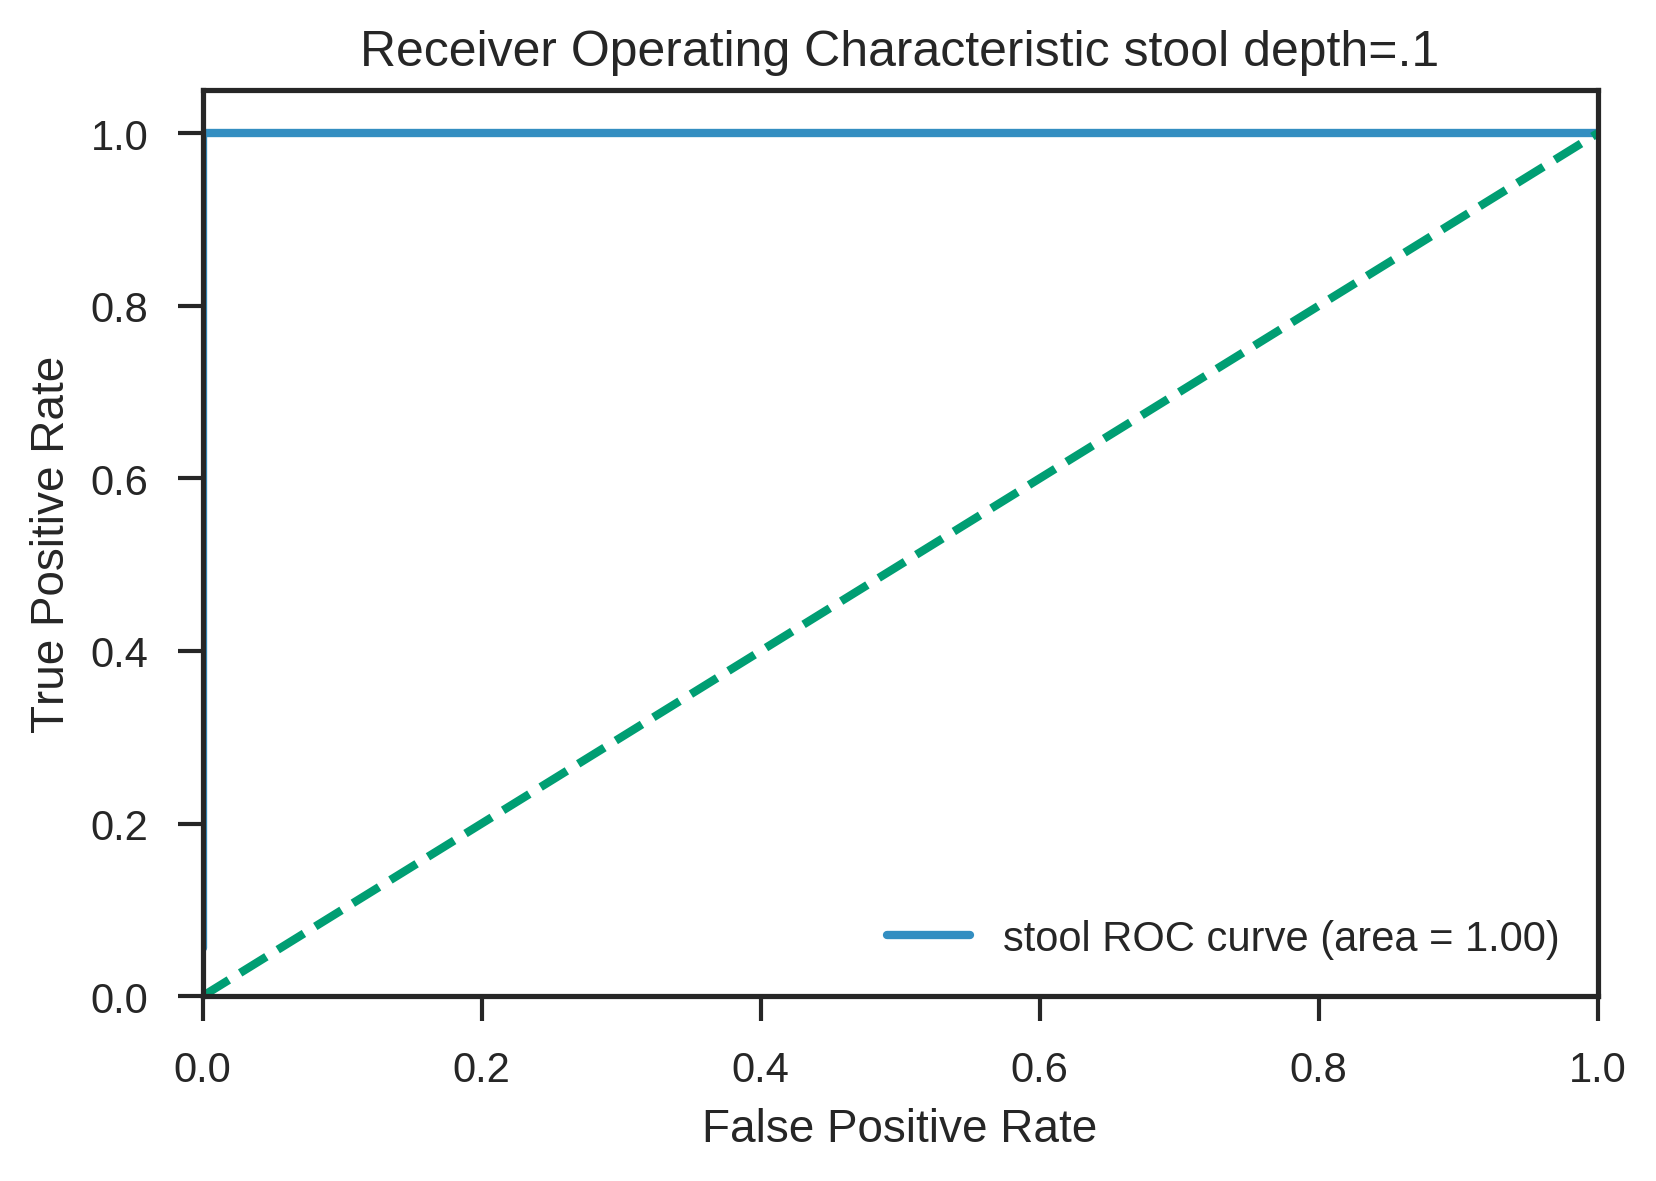 Receiver Operating Characteristic stool depth=.1
1.0
0.8
0.6
0.4
0.2
0.0
True Positive Rate
stool ROC curve (area = 1.00)
0.0 0.2 0.4 0.6 0.8 1.0
False Positive Rate